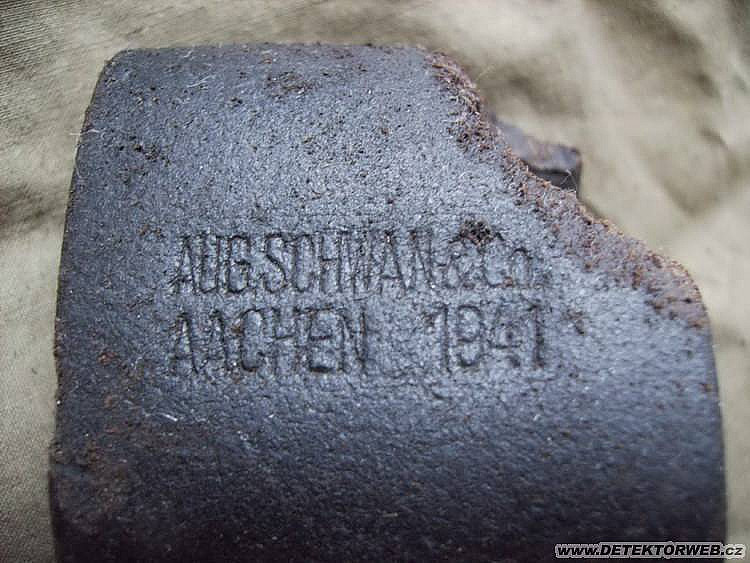 AUG.SCHWAN & Co.
AACHEN 1941
WWW.DETEKTORWEB.cz